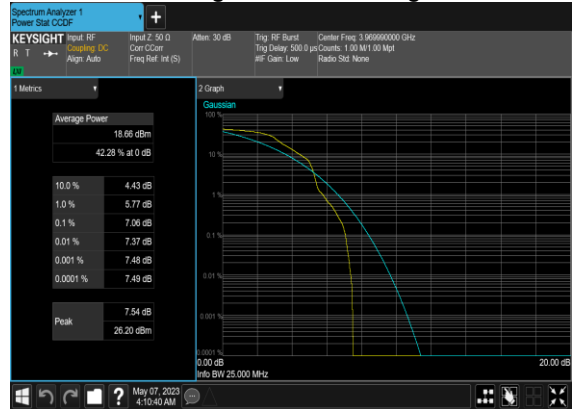 Spectrum Analyzer 1
Power Stat CCDF
KEYSIGHT Input: RF Input Z: 50 Ω Atten: 30 dB Trig: RF Burst Center Freq: 3.969990000 GHz
R T Coupling: DC Corr CCorr Trig Delay: 500.0 µs Counts: 1.00 M/1.00 Mpt
Align: Auto Freq Ref: Int (S) #IF Gain: Low Radio Std: None
1 Metrics
2 Graph
Average Power
18.66 dBm
42.28 % at 0 dB
10.0 % 4.43 dB
1.0 % 5.77 dB
0.1 % 7.06 dB
0.01 % 7.37 dB
0.001 % 7.48 dB
0.0001 % 7.49 dB
Peak
7.54 dB
26.20 dBm
Gaussian
100 %
10 %
1 %
0.1 %
0.01 %
0.001 %
0.0001 %
0.00 dB 20.00 dB
Info BW 25.000 MHz
May 07, 2023
4:10:40 AM